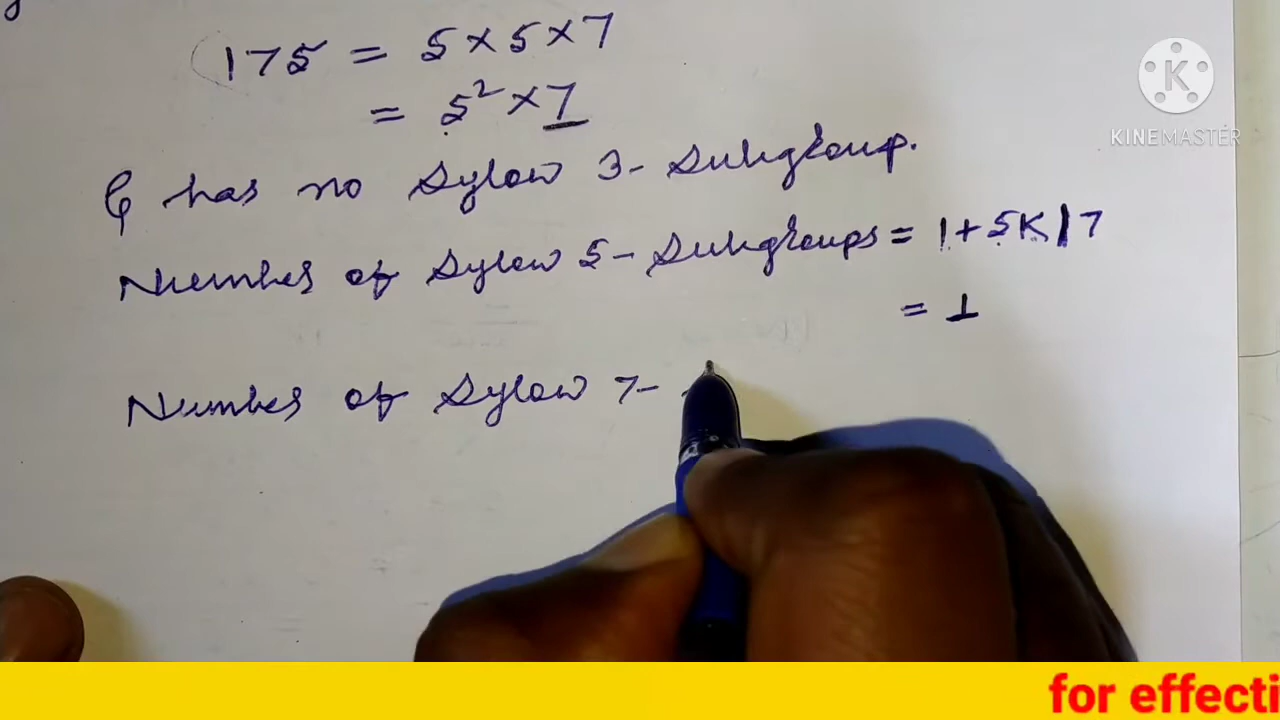 175 = 5×5×7
= 5²×7
G has no Sylow 3- Subgroup.
Number of Sylow 5- Subgroups = 1+5K|7
= 1
Number of Sylow 7-
KINEMASTER
for effecti